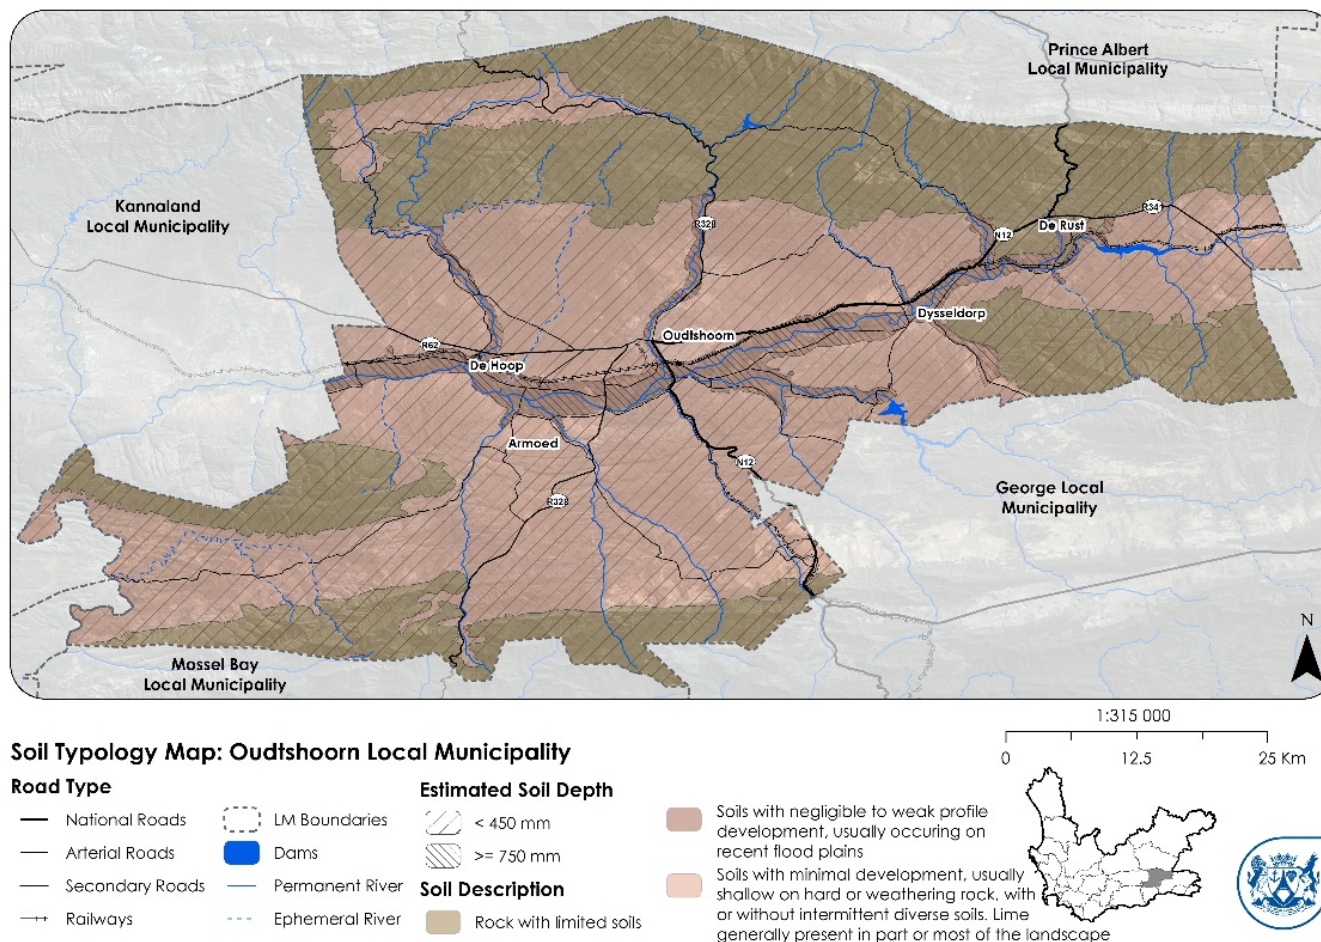 Prince Albert
Local Municipality
Kannaland
Local Municipality
R341
De Rust
N12
R328
Dysseldorp
Oudtshoorn
R62
De Hoop
Armoed
N12
R328
George Local
Municipality
Mossel Bay
Local Municipality
N
1:315 000
0 12.5 25 Km
Soil Typology Map: Oudtshoorn Local Municipality
Road Type
National Roads
Arterial Roads
Secondary Roads
Railways
LM Boundaries
Dams
Permanent River
Ephemeral River
Estimated Soil Depth
< 450 mm
>= 750 mm
Soil Description
Rock with limited soils
Soils with negligible to weak profile
development, usually occuring on
recent flood plains
Soils with minimal development, usually
shallow on hard or weathering rock, with
or without intermittent diverse soils. Lime
generally present in part or most of the landscape